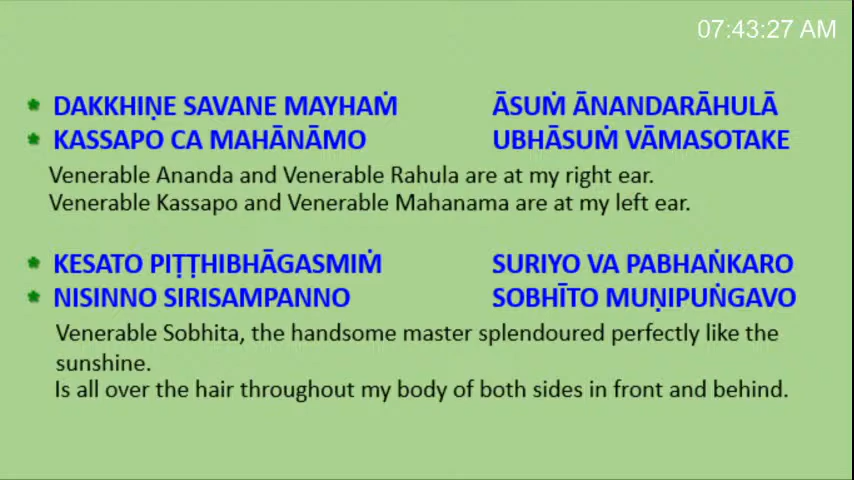 07:43:27 AM
DAKKHIṆE SAVANE MAYHAṀ ĀSUṀ ĀNANDARĀHULĀ
KASSAPO CA MAHĀNĀMO UBHĀSUṀ VĀMASOTAKE
Venerable Ananda and Venerable Rahula are at my right ear.
Venerable Kassapo and Venerable Mahanama are at my left ear.
KESATO PIṬṬHIBHĀGASMIṀ SURIYO VA PABHAṄKARO
NISINNO SIRISAMPANNO SOBHĪTO MUṆIPUṄGAVO
Venerable Sobhita, the handsome master splendoured perfectly like the
sunshine.
Is all over the hair throughout my body of both sides in front and behind.